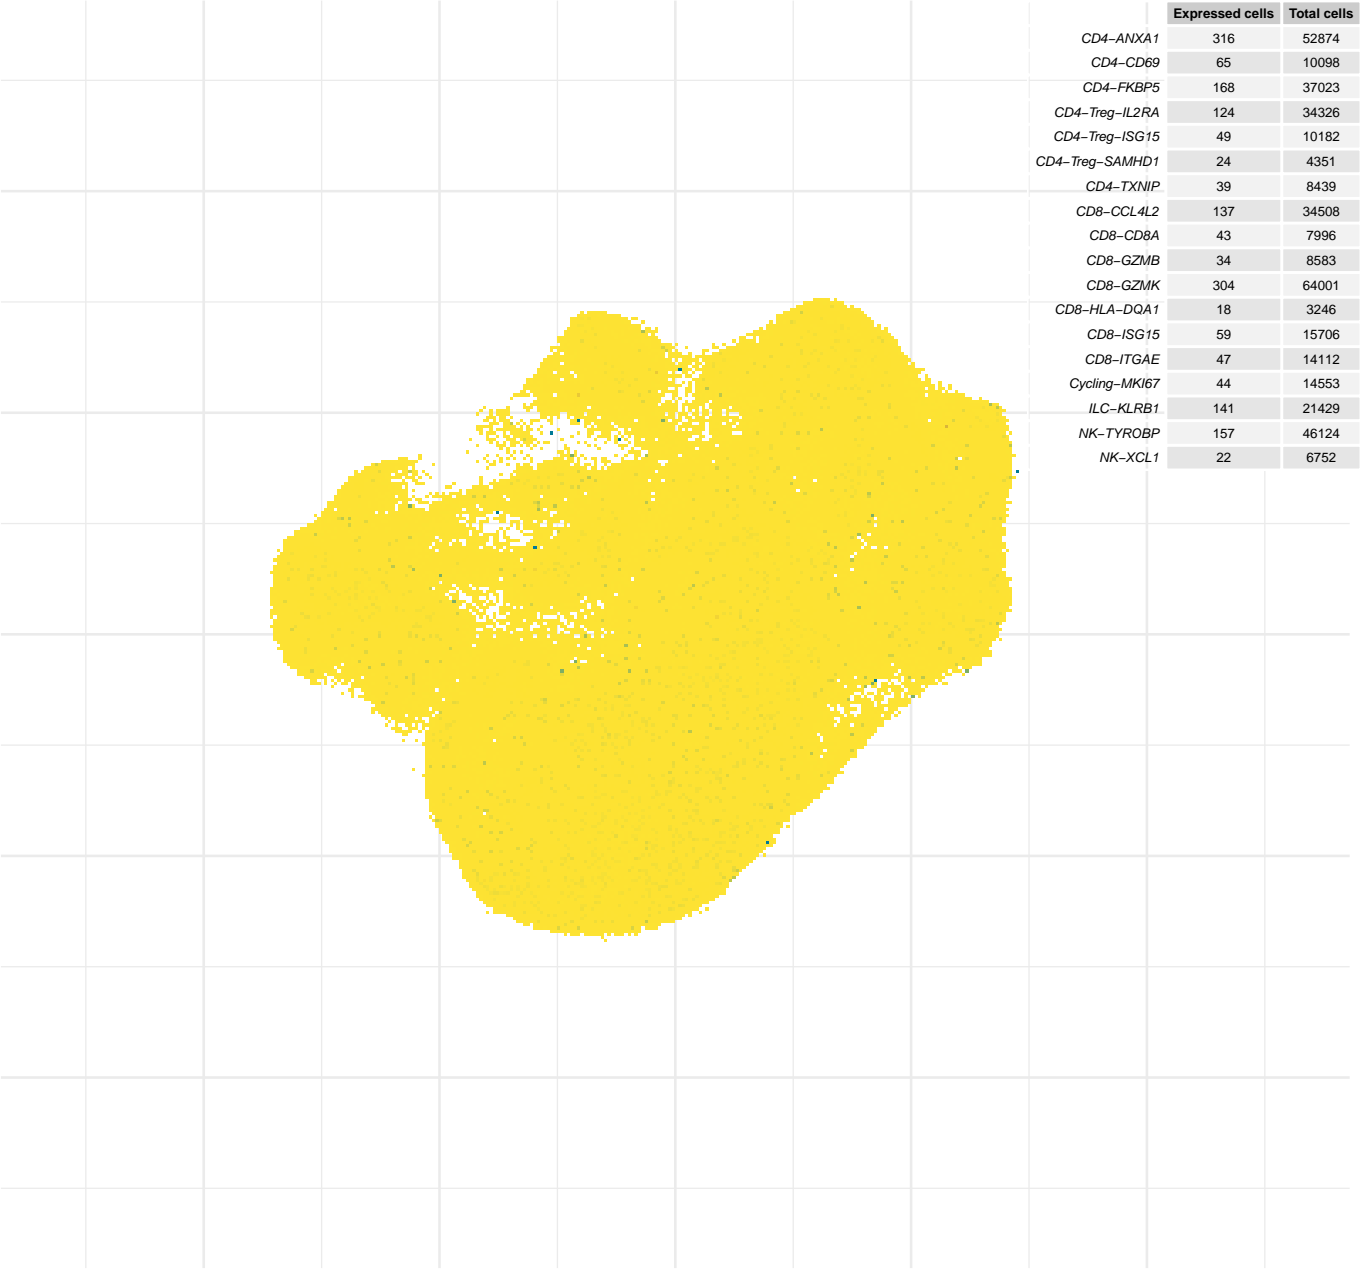 Expressed cells Total cells
CD4−ANXA1 316 52874
CD4−CD69 65 10098
CD4−FKBP5 168 37023
CD4−Treg−IL2RA 124 34326
CD4−Treg−ISG15 49 10182
CD4−Treg−SAMHD1 24 4351
CD4−TXNIP 39 8439
CD8−CCL4L2 137 34508
CD8−CD8A 43 7996
CD8−GZMB 34 8583
CD8−GZMK 304 64001
CD8−HLA−DQA1 18 3246
CD8−ISG15 59 15706
CD8−ITGAE 47 14112
Cycling−MKI67 44 14553
ILC−KLRB1 141 21429
NK−TYROBP 157 46124
NK−XCL1 22 6752